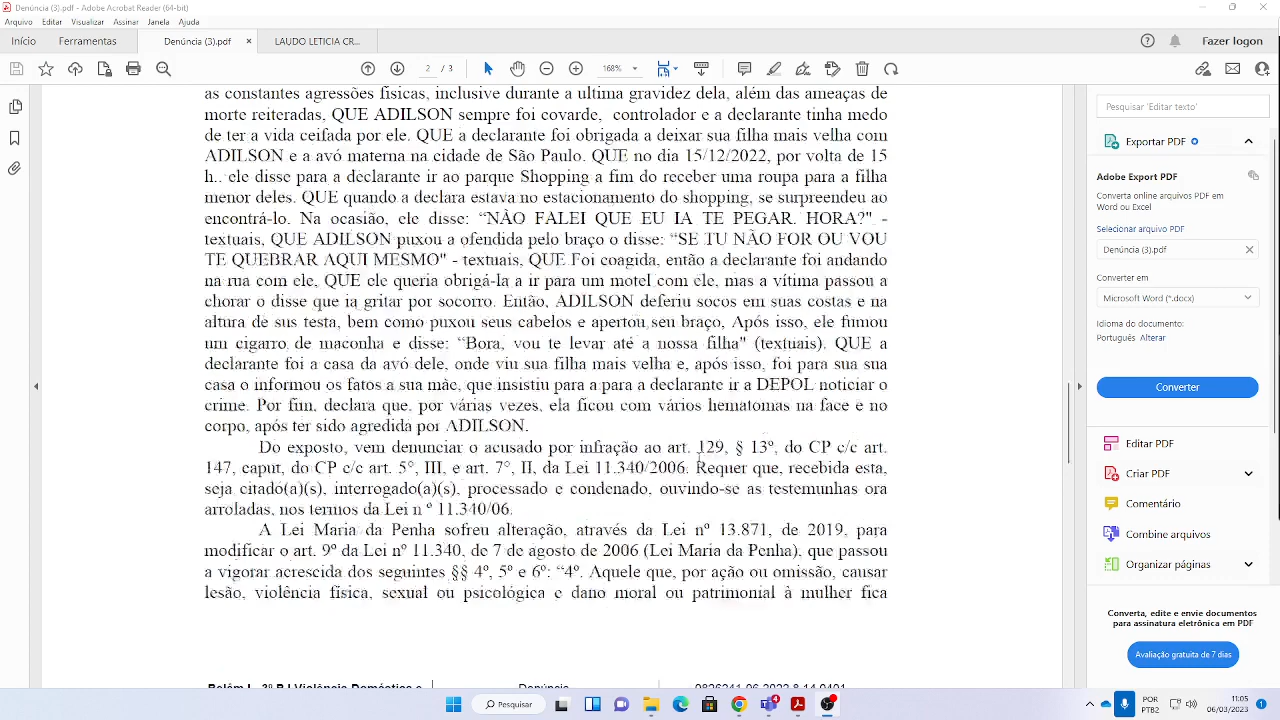 Denúncia (3).pdf - Adobe Acrobat Reader (64-bit)
Arquivo Editar Visualizar Assinar Janela Ajuda
Início Ferramentas Denúncia (3).pdf × LAUDO LETICIA CR... Fazer logon
2 / 3 168%
as constantes agressões físicas, inclusive durante a ultima gravidez dela, além das ameaças de
morte reiteradas, QUE ADILSON sempre foi covarde, controlador e a declarante tinha medo
de ter a vida ceifada por ele. QUE a declarante foi obrigada a deixar sua filha mais velha com
ADILSON e a avó materna na cidade de São Paulo. QUE no dia 15/12/2022, por volta de 15
h.. ele disse para a declarante ir ao parque Shopping a fim do receber uma roupa para a filha
menor deles. QUE quando a declara estava no estacionamento do shopping, se surpreendeu ao
encontrá-lo. Na ocasião, ele disse: “NÃO FALEI QUE EU IA TE PEGAR. HORA?" -
textuais, QUE ADILSON puxou a ofendida pelo braço o disse: “SE TU NÃO FOR OU VOU
TE QUEBRAR AQUI MESMO" - textuais, QUE Foi coagida, então a declarante foi andando
na rua com ele, QUE ele queria obrigá-la a ir para um motel com ele, mas a vítima passou a
chorar o disse que ia gritar por socorro. Então, ADILSON deferiu socos em suas costas e na
altura de sus testa, bem como puxou seus cabelos e apertou seu braço, Após isso, ele fumou
um cigarro de maconha e disse: “Bora, vou te levar até a nossa filha" (textuais). QUE a
declarante foi a casa da avó dele, onde viu sua filha mais velha e, após isso, foi para sua sua
casa o informou os fatos a sua mãe, que insistiu para a para a declarante ir a DEPOL noticiar o
crime. Por fim, declara que, por várias vezes, ela ficou com vários hematomas na face e no
corpo, após ter sido agredida por ADILSON.
Do exposto, vem denunciar o acusado por infração ao art. 129, § 13º, do CP c/c art.
147, caput, do CP c/c art. 5°, III, e art. 7°, II, da Lei 11.340/2006. Requer que, recebida esta,
seja citado(a)(s), interrogado(a)(s), processado e condenado, ouvindo-se as testemunhas ora
arroladas, nos termos da Lei n º 11.340/06.
A Lei Maria da Penha sofreu alteração, através da Lei nº 13.871, de 2019, para
modificar o art. 9º da Lei nº 11.340, de 7 de agosto de 2006 (Lei Maria da Penha), que passou
a vigorar acrescida dos seguintes §§ 4º, 5º e 6º: “4º. Aquele que, por ação ou omissão, causar
lesão, violência física, sexual ou psicológica e dano moral ou patrimonial à mulher fica
Pesquisar 'Editar texto'
Exportar PDF
Adobe Export PDF
Converta online arquivos PDF em
Word ou Excel
Selecionar arquivo PDF
Denúncia (3).pdf
Converter em
Microsoft Word (*.docx)
Idioma do documento:
Português Alterar
Converter
Editar PDF
Criar PDF
Comentário
Combine arquivos
Organizar páginas
Converta, edite e envie documentos
para assinatura eletrônica em PDF
Avaliação gratuita de 7 dias
Pesquisar
POR
PTB2
11:05
06/03/2023